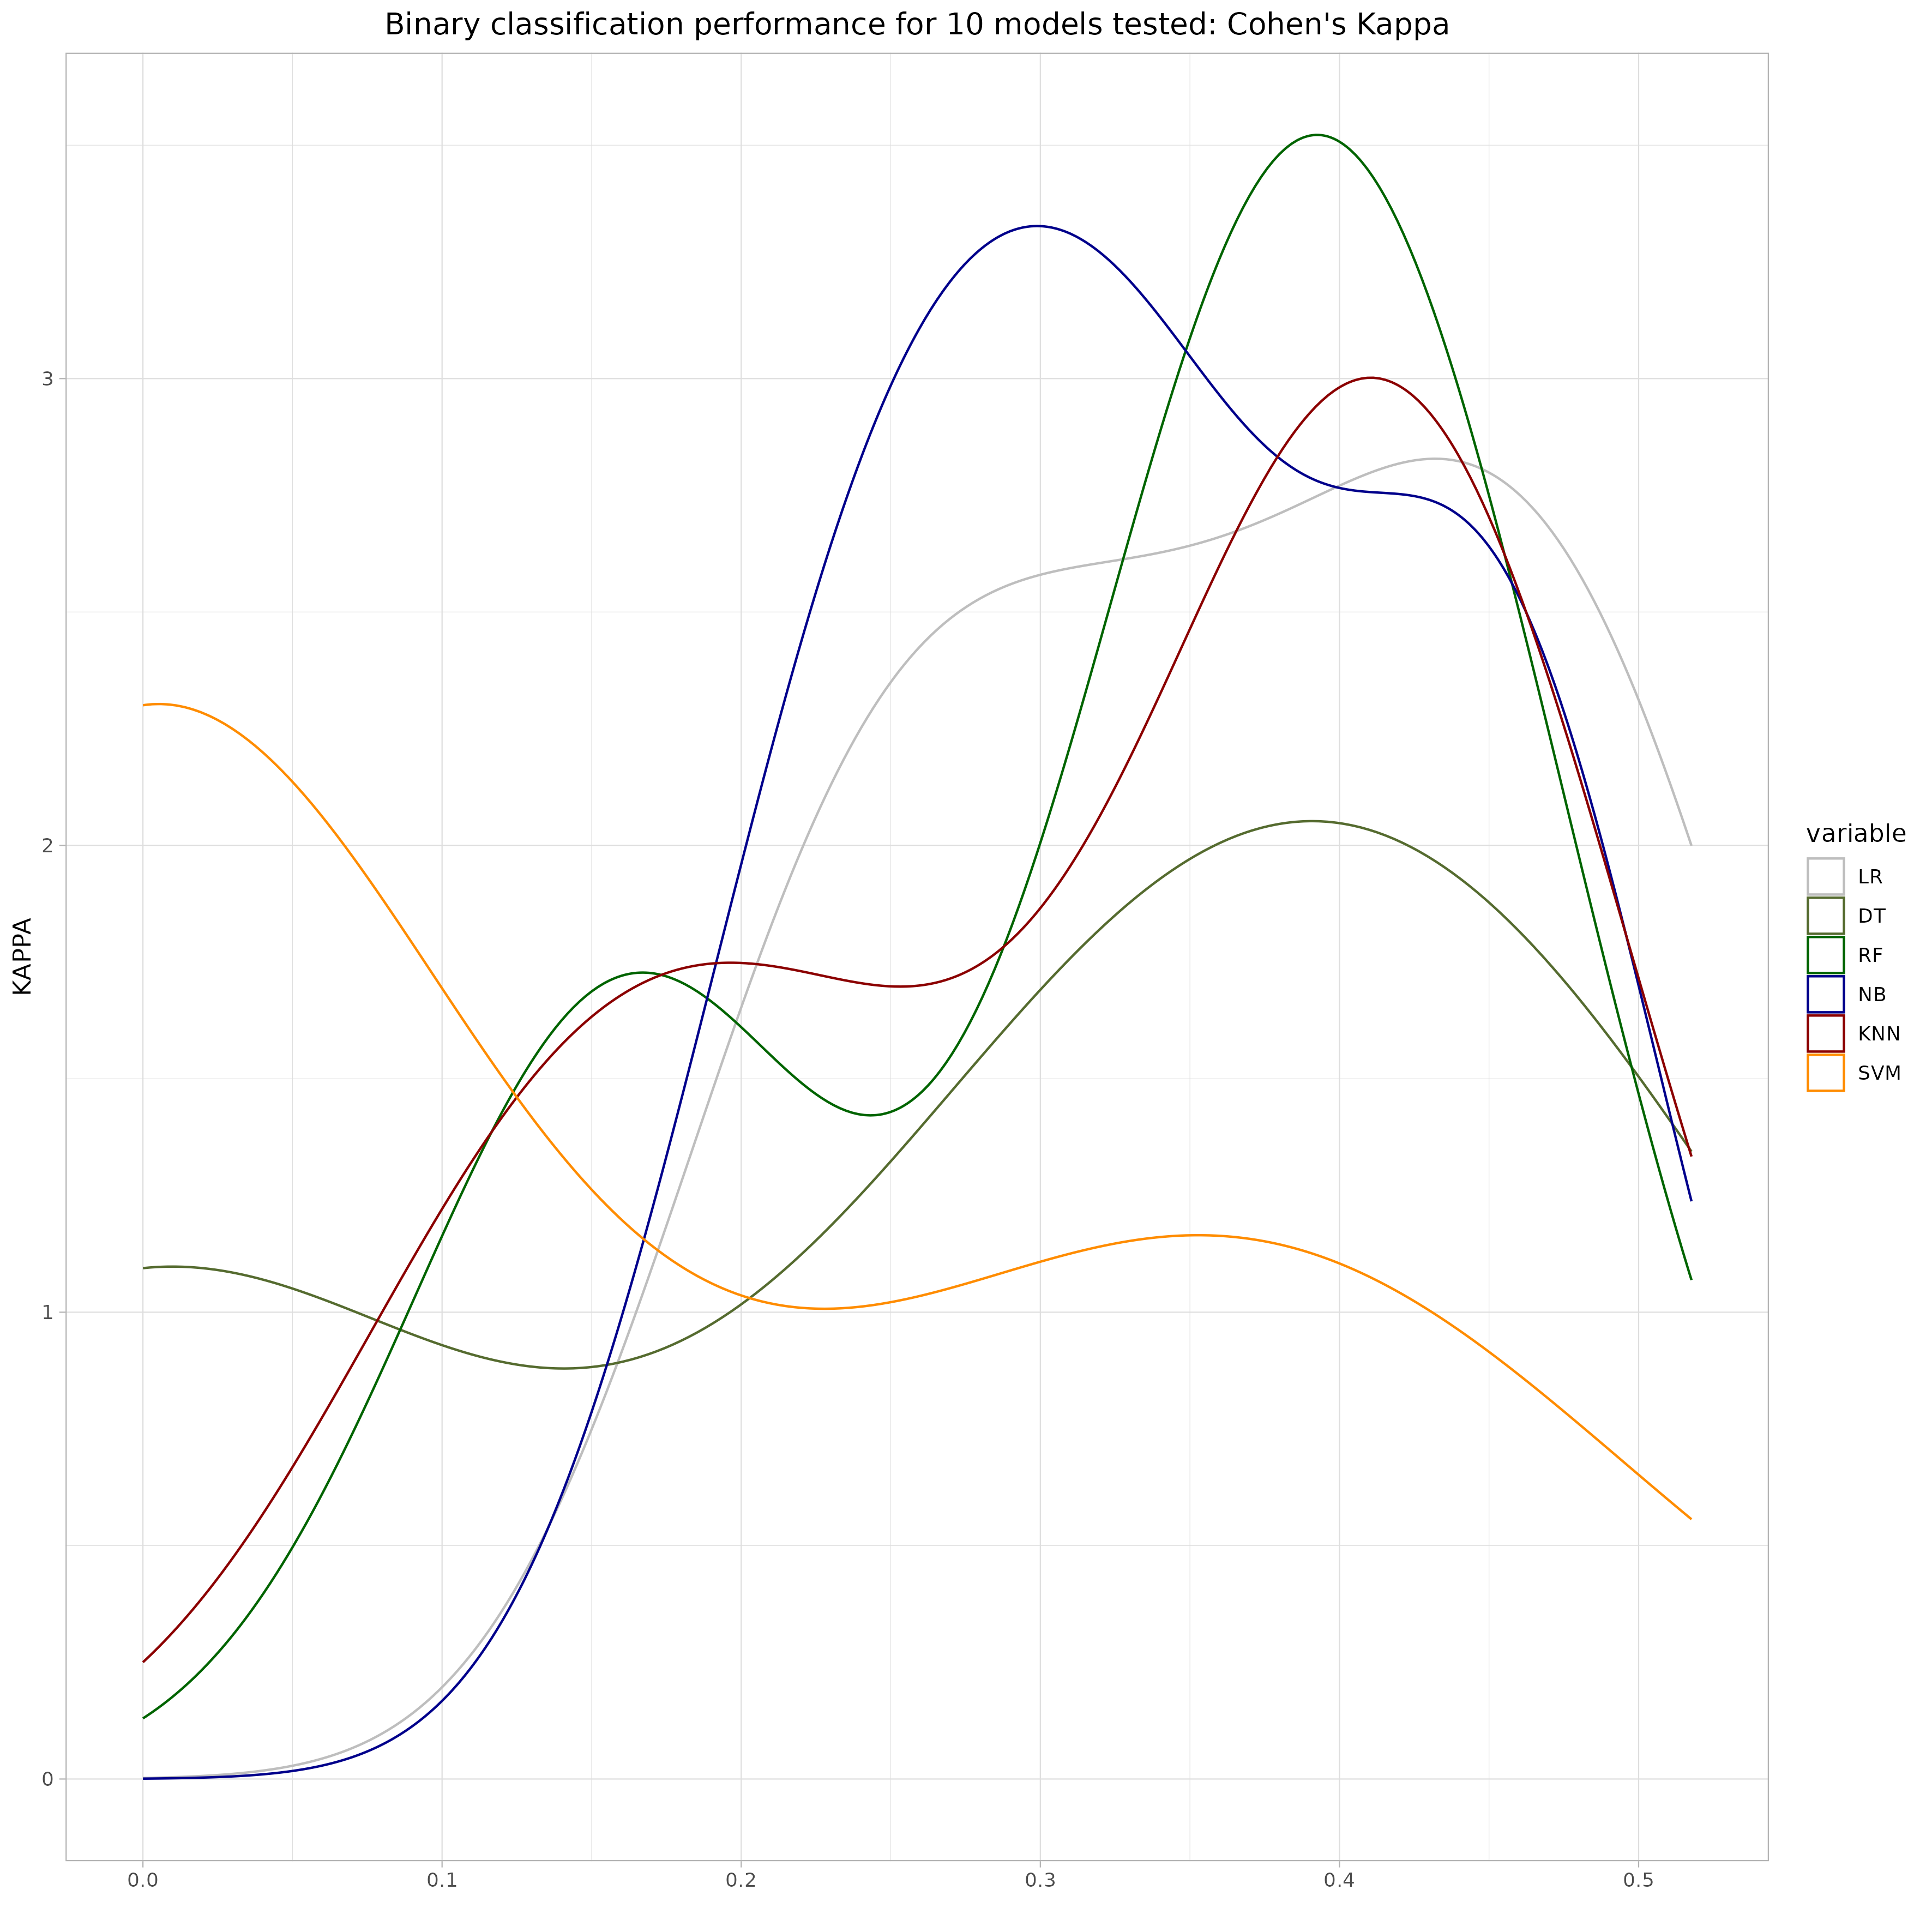 Binary classification performance for 10 models tested: Cohen's Kappa
KAPPA
3
2
1
0
0.0 0.1 0.2 0.3 0.4 0.5
variable
LR
DT
RF
NB
KNN
SVM